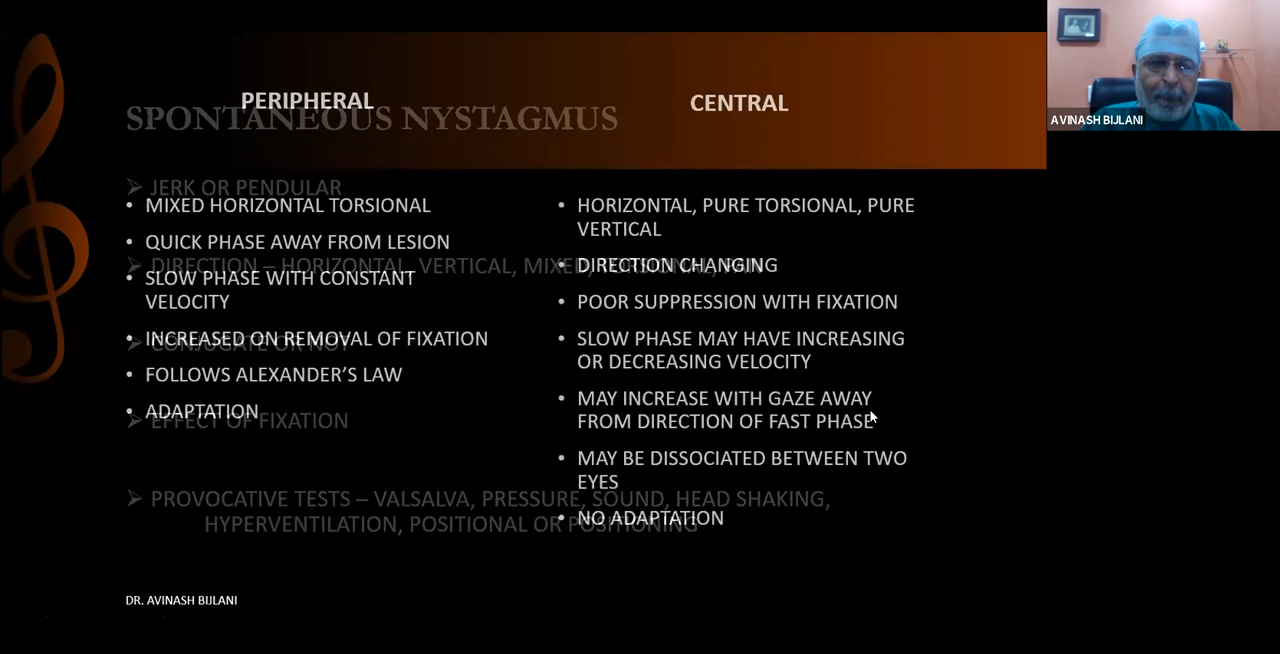 PERIPHERAL
CENTRAL
SPONTANEOUS NYSTAGMUS
A VINASH BIJLANI
➢ JERK OR PENDULAR
➢ DIRECTION – HORIZONTAL, VERTICAL, MIXED, TORSIONAL,
➢ CONJUGATE OR NOT
➢ EFFECT OF FIXATION
➢ PROVOCATIVE TESTS – VALSALVA, PRESSURE, SOUND, HEAD SHAKING,
HYPERVENTILATION, POSITIONAL OR POSITIONING
• MIXED HORIZONTAL TORSIONAL
• QUICK PHASE AWAY FROM LESION
• SLOW PHASE WITH CONSTANT
VELOCITY
• INCREASED ON REMOVAL OF FIXATION
• FOLLOWS ALEXANDER’S LAW
• ADAPTATION
• HORIZONTAL, PURE TORSIONAL, PURE
VERTICAL
• DIRECTION CHANGING
• POOR SUPPRESSION WITH FIXATION
• SLOW PHASE MAY HAVE INCREASING
OR DECREASING VELOCITY
• MAY INCREASE WITH GAZE AWAY
FROM DIRECTION OF FAST PHASE
• MAY BE DISSOCIATED BETWEEN TWO
EYES
• NO ADAPTATION
DR. AVINASH BIJLANI